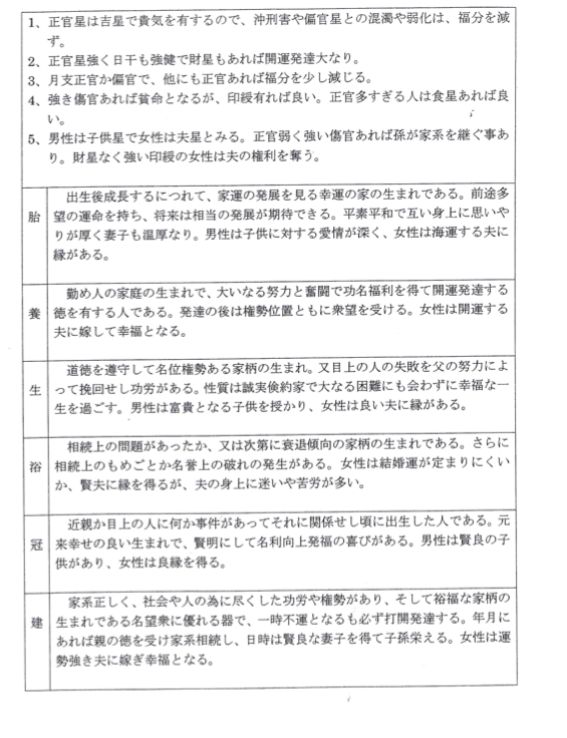 1、正官星は吉星で貴気を有するので、沖刑害や偏官星との混濁や弱化は、福分を減
ず。
2、正官星強く日干も強健で財星もあれば開運発達大なり。
3、月支正官か偏官で、他にも正官あれば福分を少し減じる。
4、強き傷官あれば貧命となるが、印綬有れば良い。正官多すぎる人は食星あれば良
い。
5、男性は子供星で女性は夫星とみる。正官弱く強い傷官あれば孫が家系を継ぐ事あ
り。財星なく強い印綬の女性は夫の権利を奪う。
出生後成長するにつれて、家運の発展を見る幸運の家の生まれである。前途多
胎 望の運命を持ち、将来は相当の発展が期待できる。平素平和で互い身上に思いや
りが厚く妻子も温厚なり。男性は子供に対する愛情が深く、女性は海運する夫に
縁がある。
勤め人の家庭の生まれで、大いなる努力と奮闘で功名福利を得て開運発達する
養 徳を有する人である。発達の後は権勢位置ともに衆望を受ける。女性は開運する
夫に嫁して幸福となる。
道徳を遵守して名位権勢ある家柄の生まれ。又目上の人の失敗を父の努力によ
生 って挽回せし功労がある。性質は誠実倹約家で大なる困難にも会わずに幸福な一
生を過ごす。男性は富貴となる子供を授かり、女性は良い夫に縁がある。
相続上の問題があったか、又は次第に衰退傾向の家柄の生まれである。さらに
浴 相続上のもめごとか名誉上の破れの発生がある。女性は結婚運が定まりにくい
か、賢夫に縁を得るが、夫の身上に迷いや苦労が多い。
近親か目上の人に何か事件があってそれに関係せし頃に出生した人である。元
冠 来幸せの良い生まれで、賢明にして名利向上発福の喜びがある。男性は賢良の子
供があり、女性は良縁を得る。
家系正しく、社会や人の為に尽くした功労や権勢があり、そして裕福な家柄の
建 生まれである名望衆に優れる器で、一時不運となるも必ず打開発達する。年月に
あれば親の徳を受け家系相続し、日時は賢良な妻子を得て子孫栄える。女性は運
勢強き夫に嫁ぎ幸福となる。